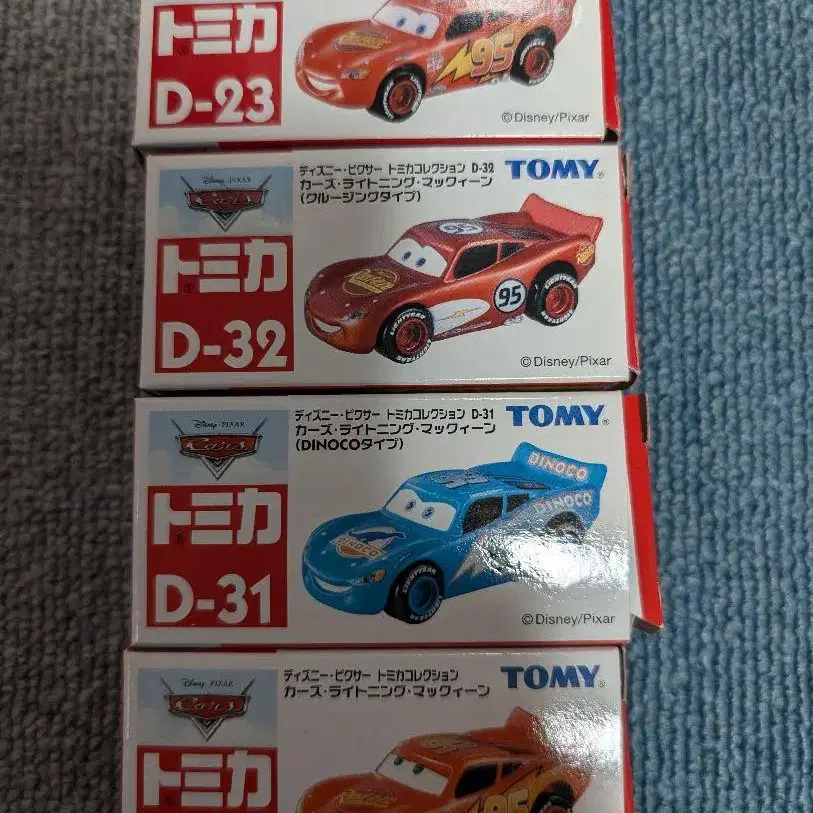 トミカ
D-23
95
©Disney/Pixar
Disney・PIXAR
Cars
トミカ
D-32
ディズニー・ピクサー トミカコレクション D-32
カーズ・ライトニング・マックィーン
(クルージングタイプ)
TOMY
95
LIGHTYEAR
©Disney/Pixar
Disney・PIXAR
Cars
トミカ
D-31
ディズニー・ピクサー トミカコレクション D-31
カーズ・ライトニング・マックィーン
(DINOCOタイプ)
TOMY
DINOCO
DINOCO
DINOCO
LIGHTYEAR
©Disney/Pixar
Disney・PIXAR
Cars
トミカ
ディズニー・ピクサー トミカコレクション
カーズ・ライトニング・マックィーン
TOMY
95